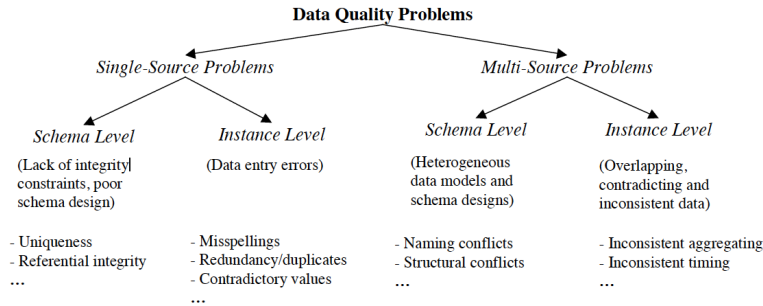 Data Quality Problems
Single-Source Problems
Multi-Source Problems
Schema Level
(Lack of integrity
constraints, poor
schema design)
- Uniqueness
- Referential integrity
...
Instance Level
(Data entry errors)
- Misspellings
- Redundancy/duplicates
- Contradictory values
...
Schema Level
(Heterogeneous
data models and
schema designs)
- Naming conflicts
- Structural conflicts
...
Instance Level
(Overlapping,
contradicting and
inconsistent data)
- Inconsistent aggregating
- Inconsistent timing
...